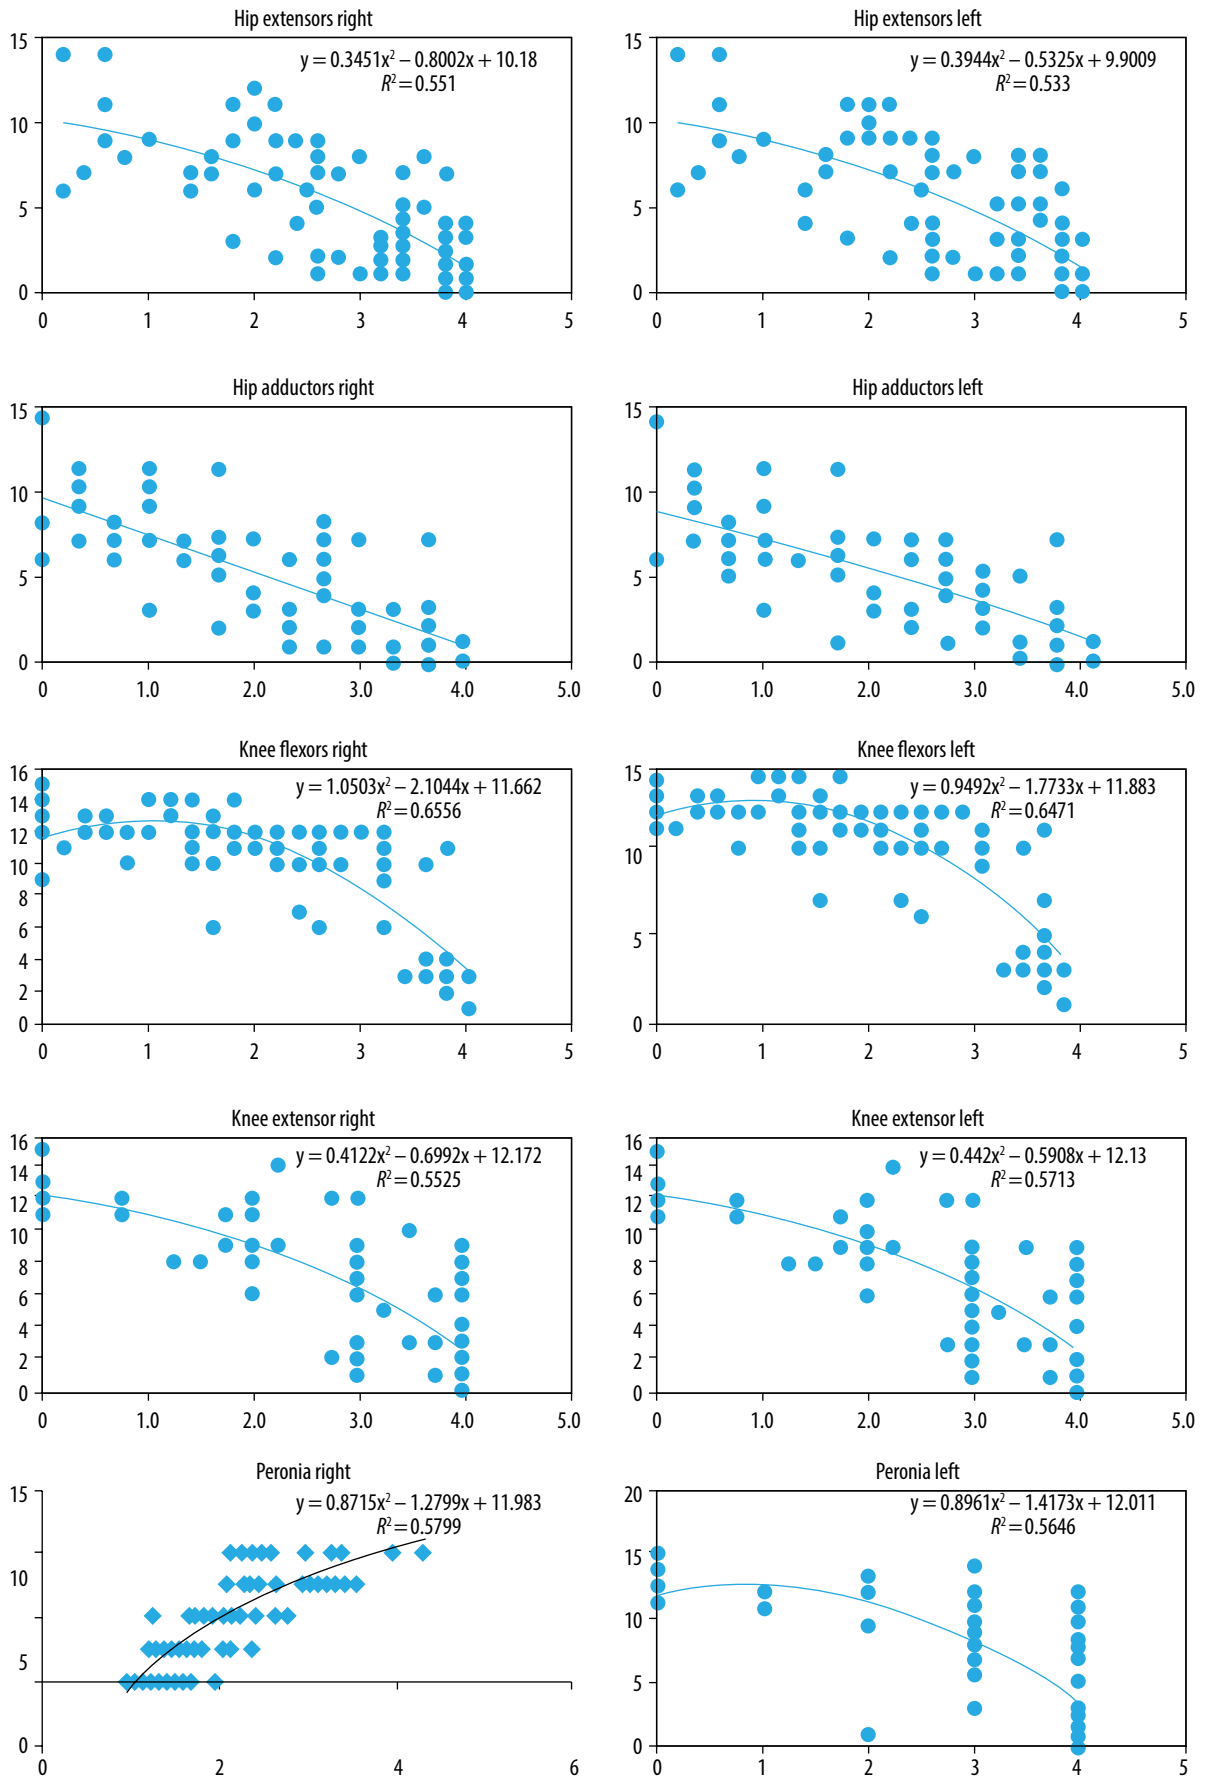 Hip extensors right
y = 0.3451x² – 0.8002x + 10.18
R² = 0.551
15
10
5
0
0 1 2 3 4 5
Hip extensors left
y = 0.3944x² – 0.5325x + 9.9009
R² = 0.533
15
10
5
0
0 1 2 3 4 5
Hip adductors right
15
10
5
0
0 1.0 2.0 3.0 4.0 5.0
Hip adductors left
15
10
5
0
0 1.0 2.0 3.0 4.0 5.0
Knee flexors right
y = 1.0503x² – 2.1044x + 11.662
R² = 0.6556
16
14
12
10
8
6
4
2
0
0 1 2 3 4 5
Knee flexors left
y = 0.9492x² – 1.7733x + 11.883
R² = 0.6471
15
10
5
0
0 1 2 3 4 5
Knee extensor right
y = 0.4122x² – 0.6992x + 12.172
R² = 0.5525
16
14
12
10
8
6
4
2
0
0 1.0 2.0 3.0 4.0 5.0
Knee extensor left
y = 0.442x² – 0.5908x + 12.13
R² = 0.5713
16
14
12
10
8
6
4
2
0
0 1.0 2.0 3.0 4.0 5.0
Peronia right
y = 0.8715x² – 1.2799x + 11.983
R² = 0.5799
15
10
5
0
0 2 4 6
Peronia left
y = 0.8961x² – 1.4173x + 12.011
R² = 0.5646
20
15
10
5
0
0 1 2 3 4 5